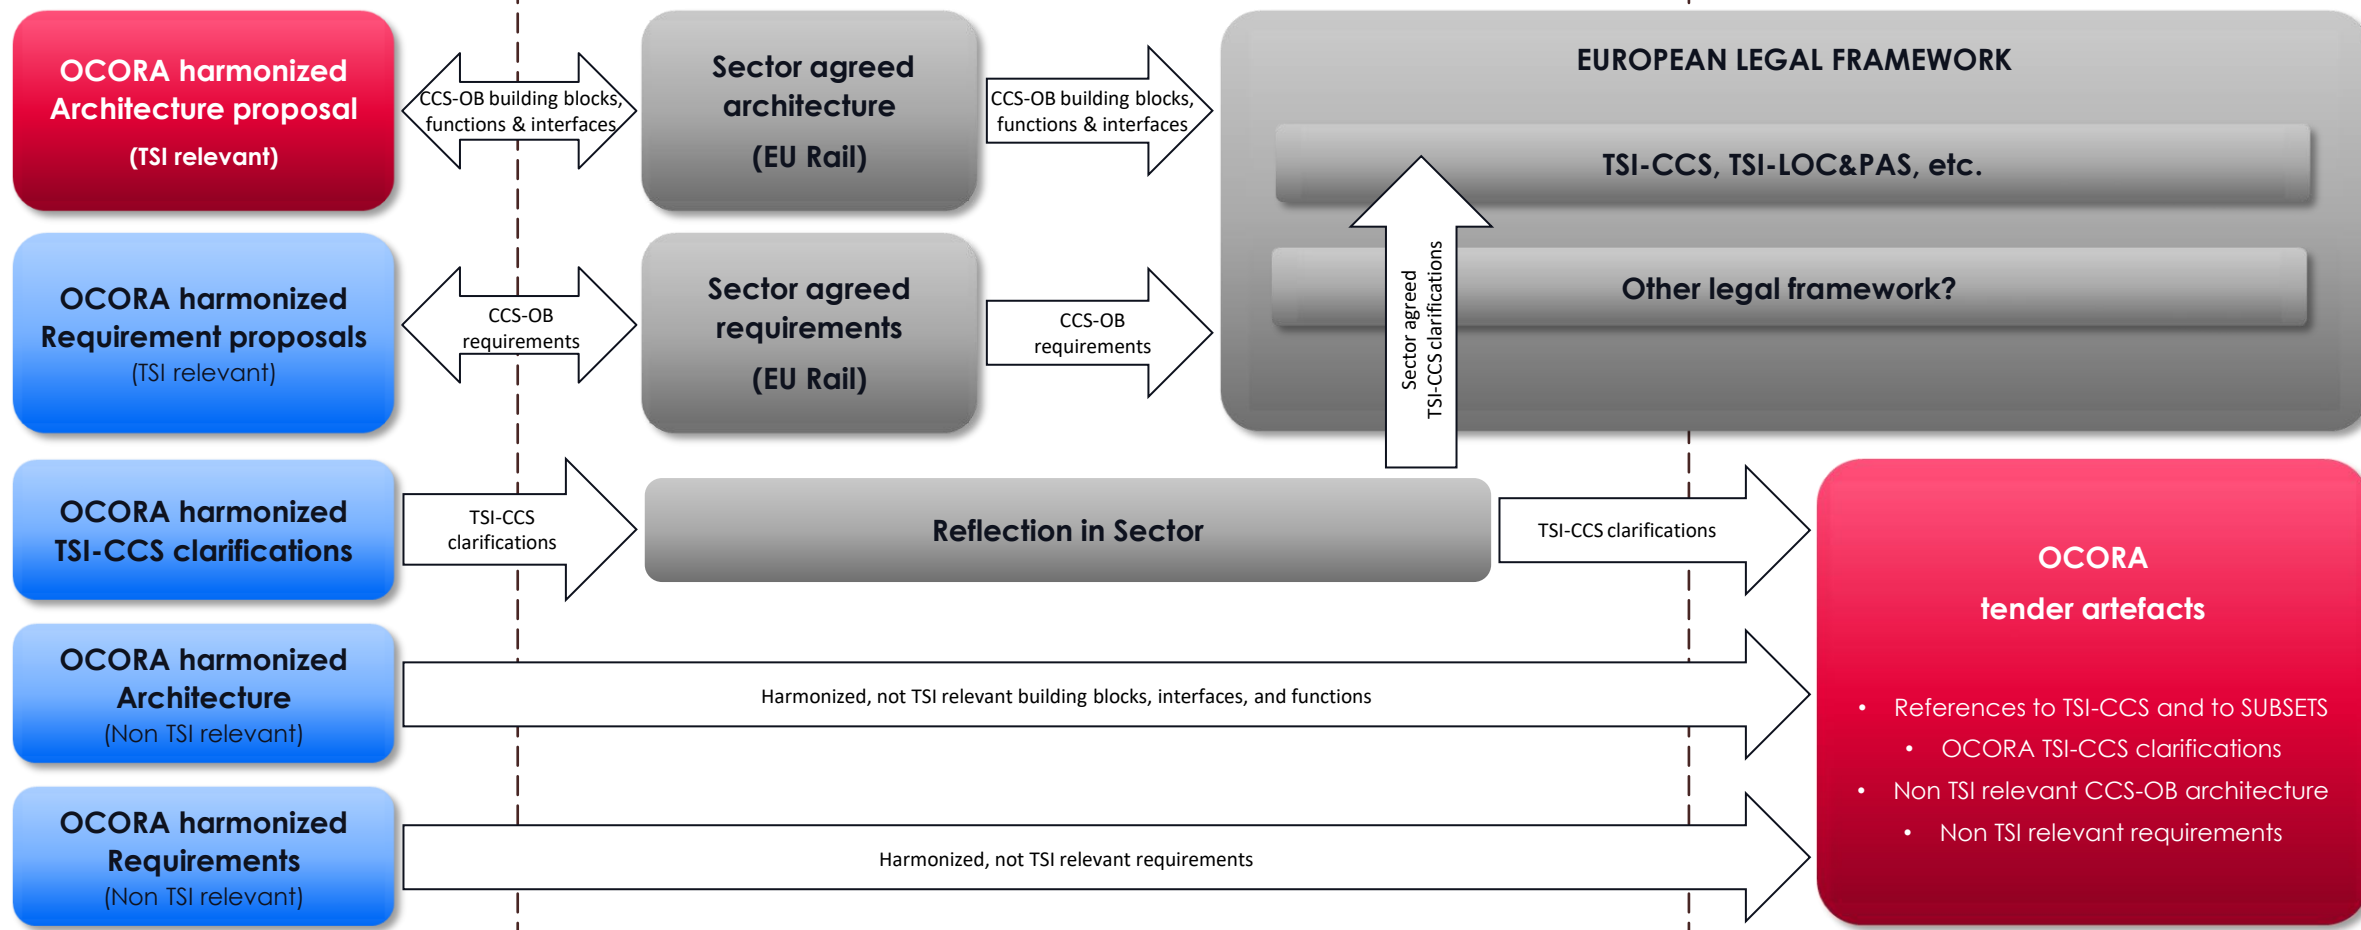 OCORA harmonized
Architecture proposal
(TSI relevant)
CCS-OB building blocks,
functions & interfaces
Sector agreed
architecture
(EU Rail)
CCS-OB building blocks,
functions & interfaces
EUROPEAN LEGAL FRAMEWORK
TSI-CCS, TSI-LOC&PAS, etc.
Other legal framework?
OCORA harmonized
Requirement proposals
(TSI relevant)
CCS-OB
requirements
Sector agreed
requirements
(EU Rail)
CCS-OB
requirements
Sector agreed
TSI-CCS clarifications
OCORA harmonized
TSI-CCS clarifications
TSI-CCS
clarifications
Reflection in Sector
TSI-CCS clarifications
OCORA harmonized
Architecture
(Non TSI relevant)
Harmonized, not TSI relevant building blocks, interfaces, and functions
OCORA harmonized
Requirements
(Non TSI relevant)
Harmonized, not TSI relevant requirements
OCORA
tender artefacts
• References to TSI-CCS and to SUBSETS
• OCORA TSI-CCS clarifications
• Non TSI relevant CCS-OB architecture
• Non TSI relevant requirements